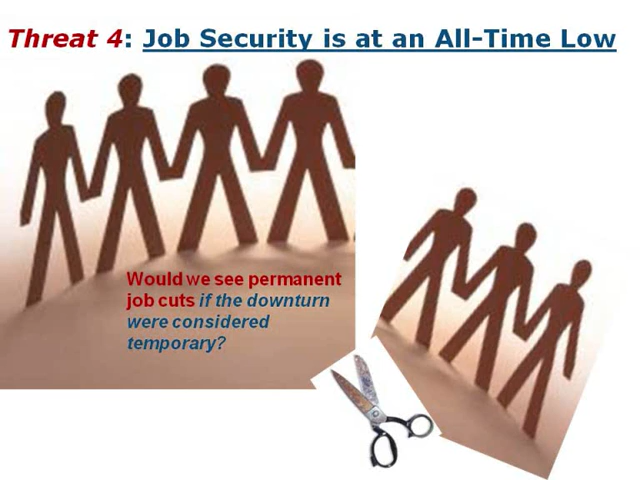 Threat 4: Job Security is at an All-Time Low
Would we see permanent
job cuts if the downturn
were considered
temporary?